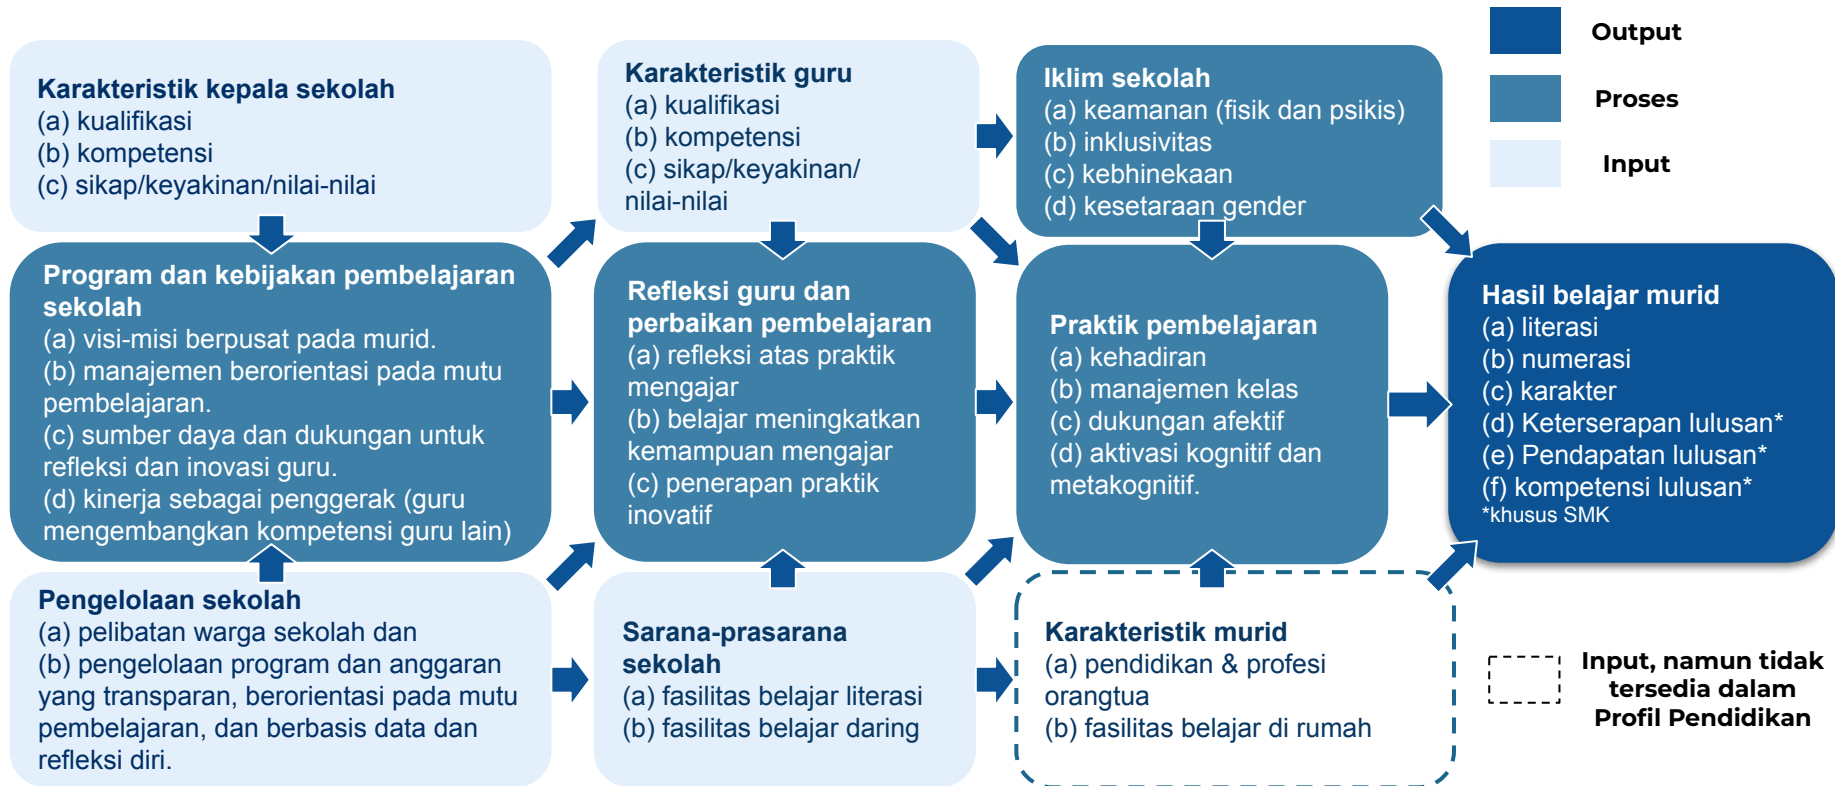 Karakteristik kepala sekolah
(a) kualifikasi
(b) kompetensi
(c) sikap/keyakinan/nilai-nilai
Karakteristik guru
(a) kualifikasi
(b) kompetensi
(c) sikap/keyakinan/
nilai-nilai
Iklim sekolah
(a) keamanan (fisik dan psikis)
(b) inklusivitas
(c) kebhinekaan
(d) kesetaraan gender
Output
Proses
Input
Program dan kebijakan pembelajaran
sekolah
(a) visi-misi berpusat pada murid.
(b) manajemen berorientasi pada mutu
pembelajaran.
(c) sumber daya dan dukungan untuk
refleksi dan inovasi guru.
(d) kinerja sebagai penggerak (guru
mengembangkan kompetensi guru lain)
Refleksi guru dan
perbaikan pembelajaran
(a) refleksi atas praktik
mengajar
(b) belajar meningkatkan
kemampuan mengajar
(c) penerapan praktik
inovatif
Praktik pembelajaran
(a) kehadiran
(b) manajemen kelas
(c) dukungan afektif
(d) aktivasi kognitif dan
metakognitif.
Hasil belajar murid
(a) literasi
(b) numerasi
(c) karakter
(d) Keterserapan lulusan*
(e) Pendapatan lulusan*
(f) kompetensi lulusan*
*khusus SMK
Pengelolaan sekolah
(a) pelibatan warga sekolah dan
(b) pengelolaan program dan anggaran
yang transparan, berorientasi pada mutu
pembelajaran, dan berbasis data dan
refleksi diri.
Sarana-prasarana
sekolah
(a) fasilitas belajar literasi
(b) fasilitas belajar daring
Karakteristik murid
(a) pendidikan & profesi
orangtua
(b) fasilitas belajar di rumah
Input, namun tidak
tersedia dalam
Profil Pendidikan